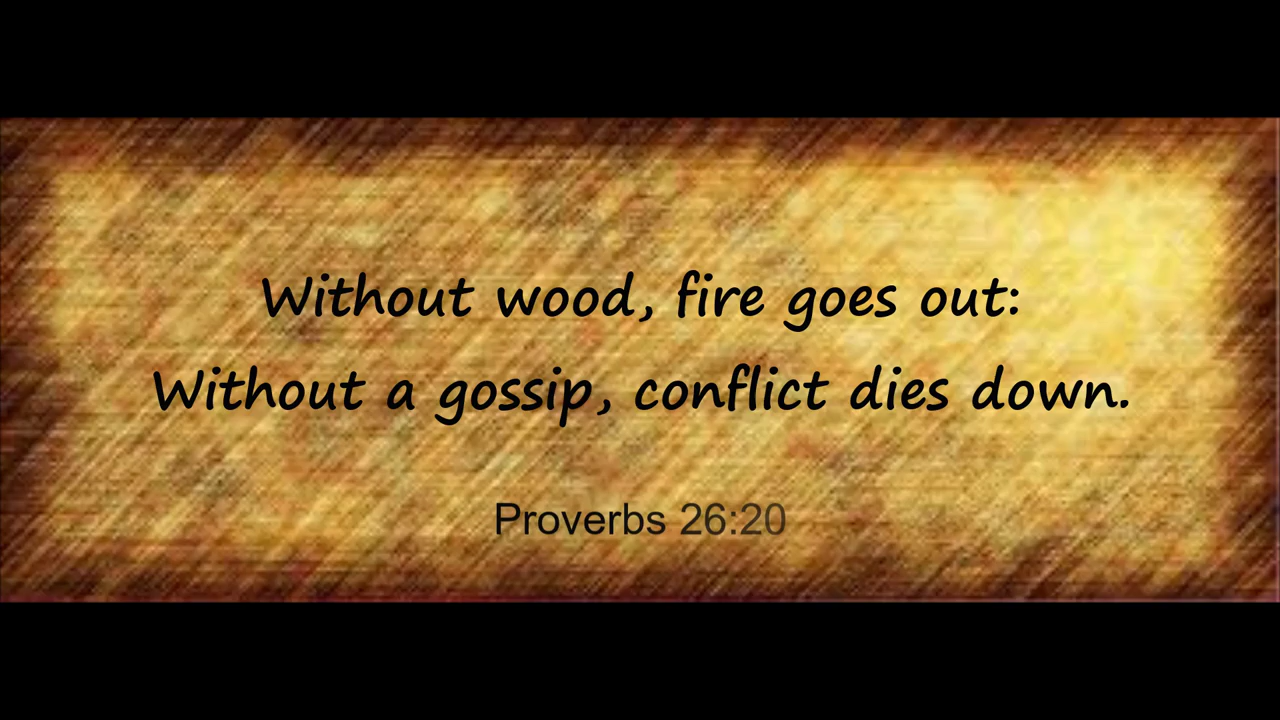 Without wood, fire goes out:
Without a gossip, conflict dies down.
Proverbs 26:20